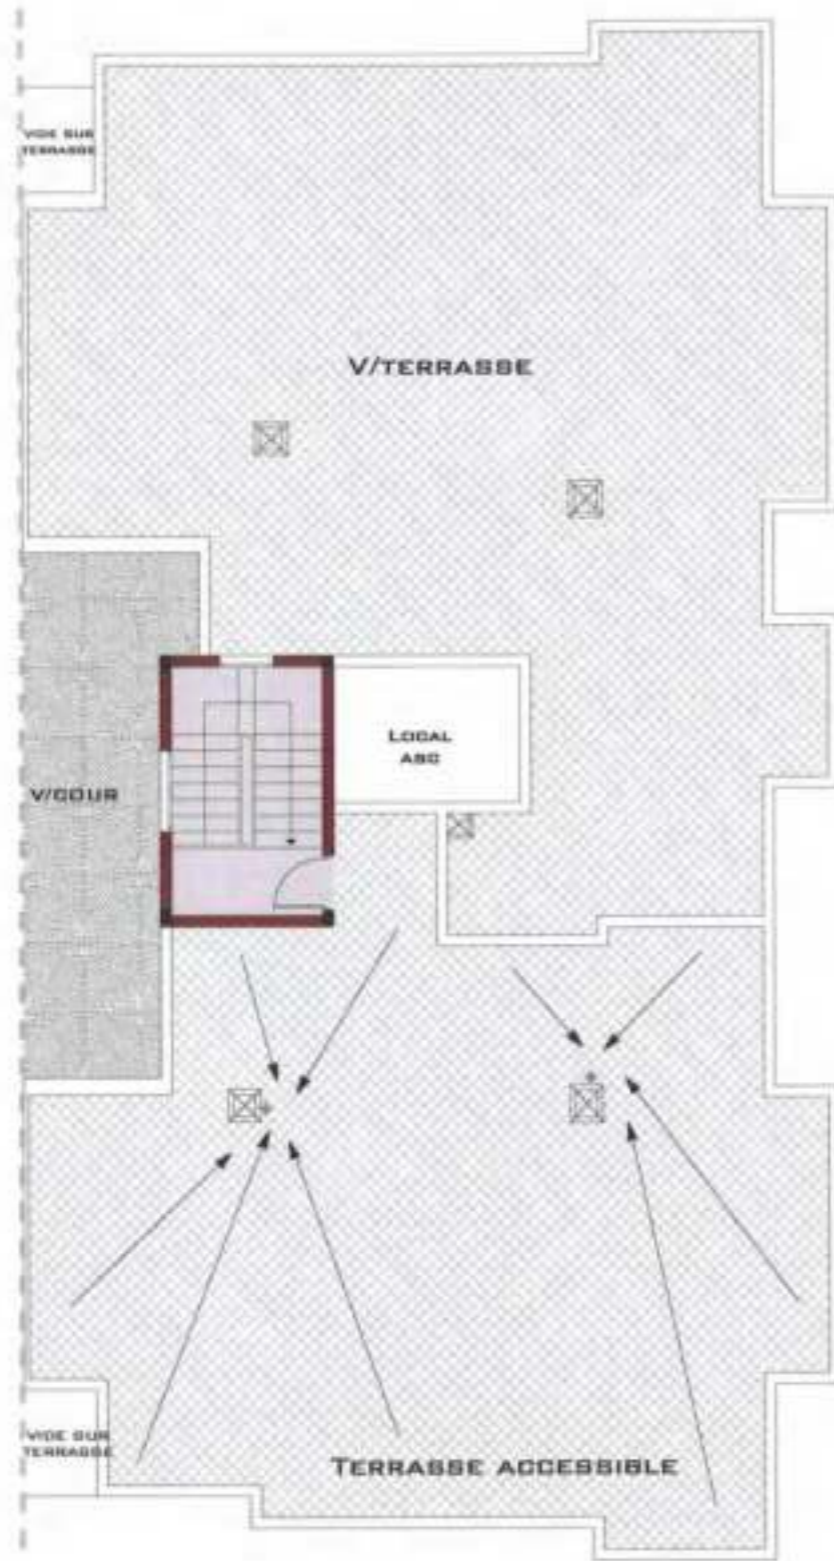 VIDE SUR
TERRASSE
V/TERRASSE
LOCAL
ASC
V/COUR
VIDE SUR
TERRASSE
TERRASSE ACCESSIBLE